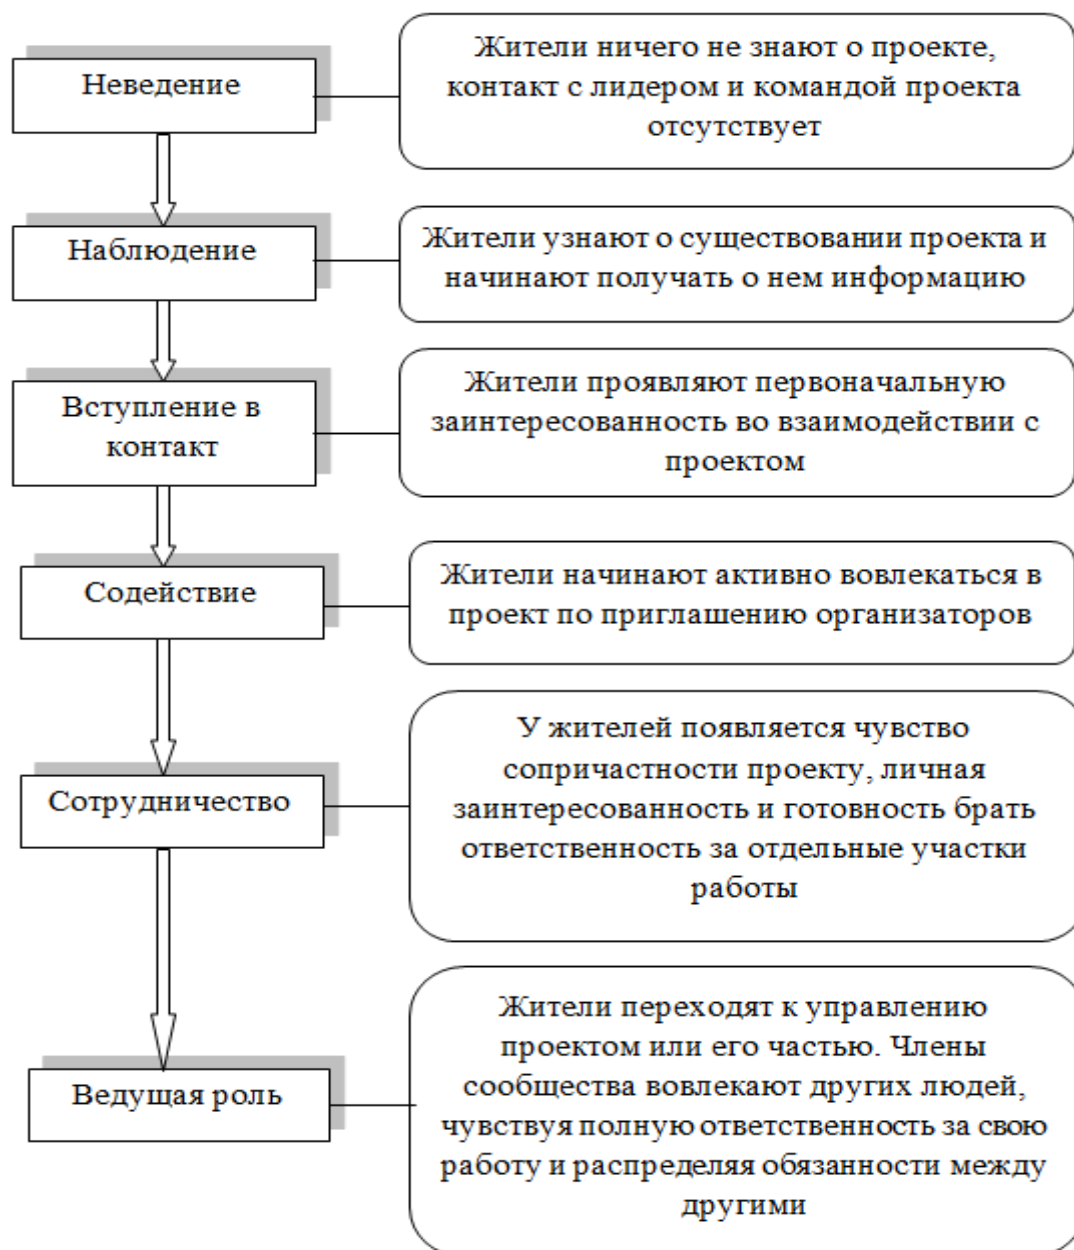 Неведение
Жители ничего не знают о проекте,
контакт с лидером и командой проекта
отсутствует
Наблюдение
Жители узнают о существовании проекта и
начинают получать о нем информацию
Вступление в
контакт
Жители проявляют первоначальную
заинтересованность во взаимодействии с
проектом
Содействие
Жители начинают активно вовлекаться в
проект по приглашению организаторов
Сотрудничество
У жителей появляется чувство
сопричастности проекту, личная
заинтересованность и готовность брать
ответственность за отдельные участки
работы
Ведущая роль
Жители переходят к управлению
проектом или его частью. Члены
сообщества вовлекают других людей,
чувствуя полную ответственность за свою
работу и распределяя обязанности между
другими